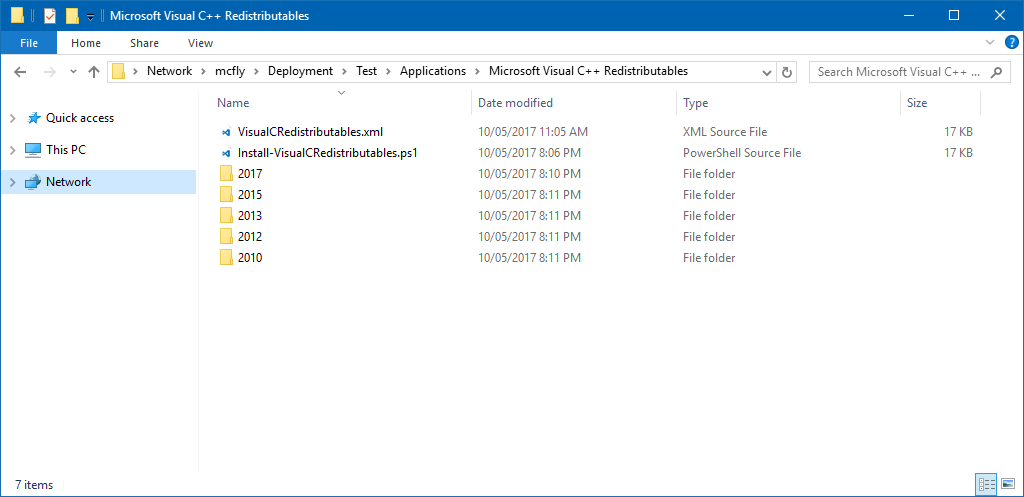 Microsoft Visual C++ Redistributables
File Home Share View
Network Mcfly Deployment Test Applications Microsoft Visual C++ Redistributables
Search Microsoft Visual C++ ...
Name Date modified Type Size
Quick access
This PC
Network
VisualCRedistributables.xml 10/05/2017 11:05 AM XML Source File 17 KB
Install-VisualCRedistributables.ps1 10/05/2017 8:06 PM PowerShell Source File 17 KB
2017 10/05/2017 8:10 PM File folder
2015 10/05/2017 8:11 PM File folder
2013 10/05/2017 8:11 PM File folder
2012 10/05/2017 8:11 PM File folder
2010 10/05/2017 8:11 PM File folder
7 items